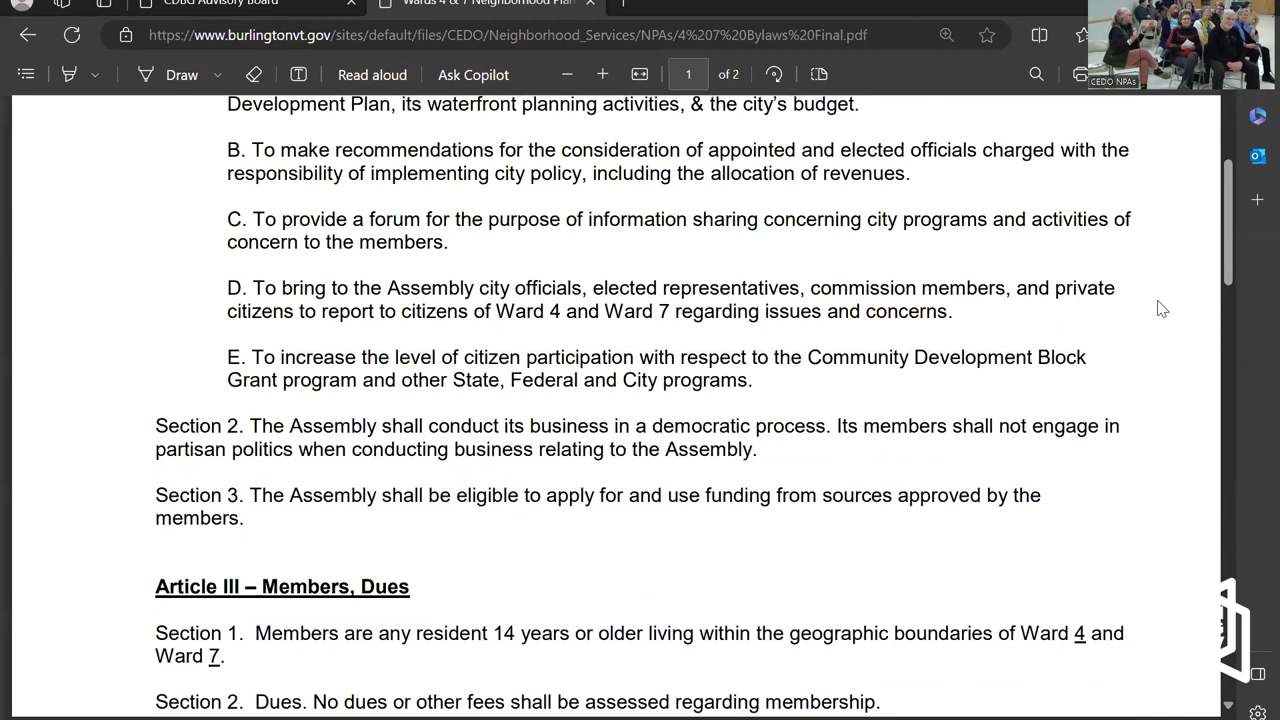 CDBG Advisory Board
Wards 4 & 7 Neighborhood Plan
https://www.burlingtonvt.gov/sites/default/files/CEDO/Neighborhood_Services/NPAs/4%207%20Bylaws%20Final.pdf
Draw
Read aloud
Ask Copilot
1
of 2
CEDO NPAs
Development Plan, its waterfront planning activities, & the city's budget.
B. To make recommendations for the consideration of appointed and elected officials charged with the
responsibility of implementing city policy, including the allocation of revenues.
C. To provide a forum for the purpose of information sharing concerning city programs and activities of
concern to the members.
D. To bring to the Assembly city officials, elected representatives, commission members, and private
citizens to report to citizens of Ward 4 and Ward 7 regarding issues and concerns.
E. To increase the level of citizen participation with respect to the Community Development Block
Grant program and other State, Federal and City programs.
Section 2. The Assembly shall conduct its business in a democratic process. Its members shall not engage in
partisan politics when conducting business relating to the Assembly.
Section 3. The Assembly shall be eligible to apply for and use funding from sources approved by the
members.
Article III – Members, Dues
Section 1.  Members are any resident 14 years or older living within the geographic boundaries of Ward 4 and
Ward 7.
Section 2.  Dues. No dues or other fees shall be assessed regarding membership.